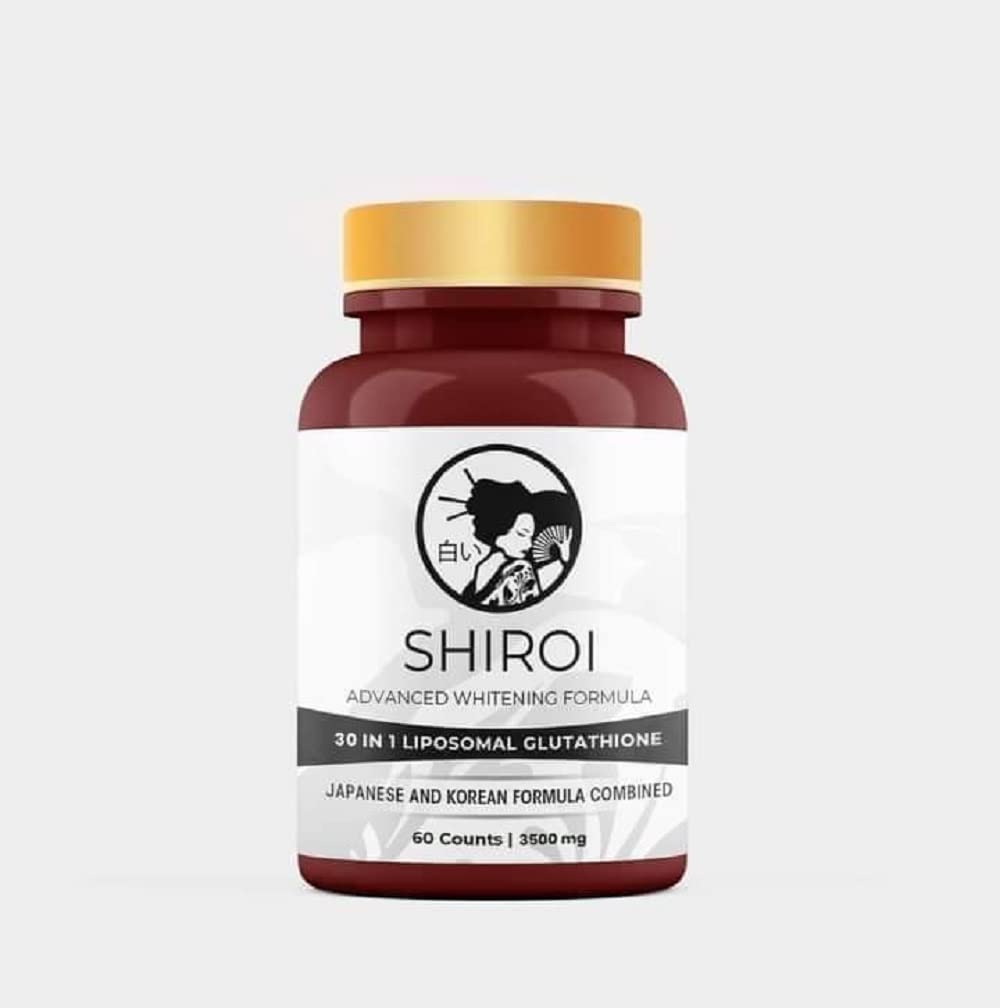 白い
SHIROI
ADVANCED WHITENING FORMULA
30 IN 1 LIPOSOMAL GLUTATHIONE
JAPANESE AND KOREAN FORMULA COMBINED
60 Counts | 3500 mg